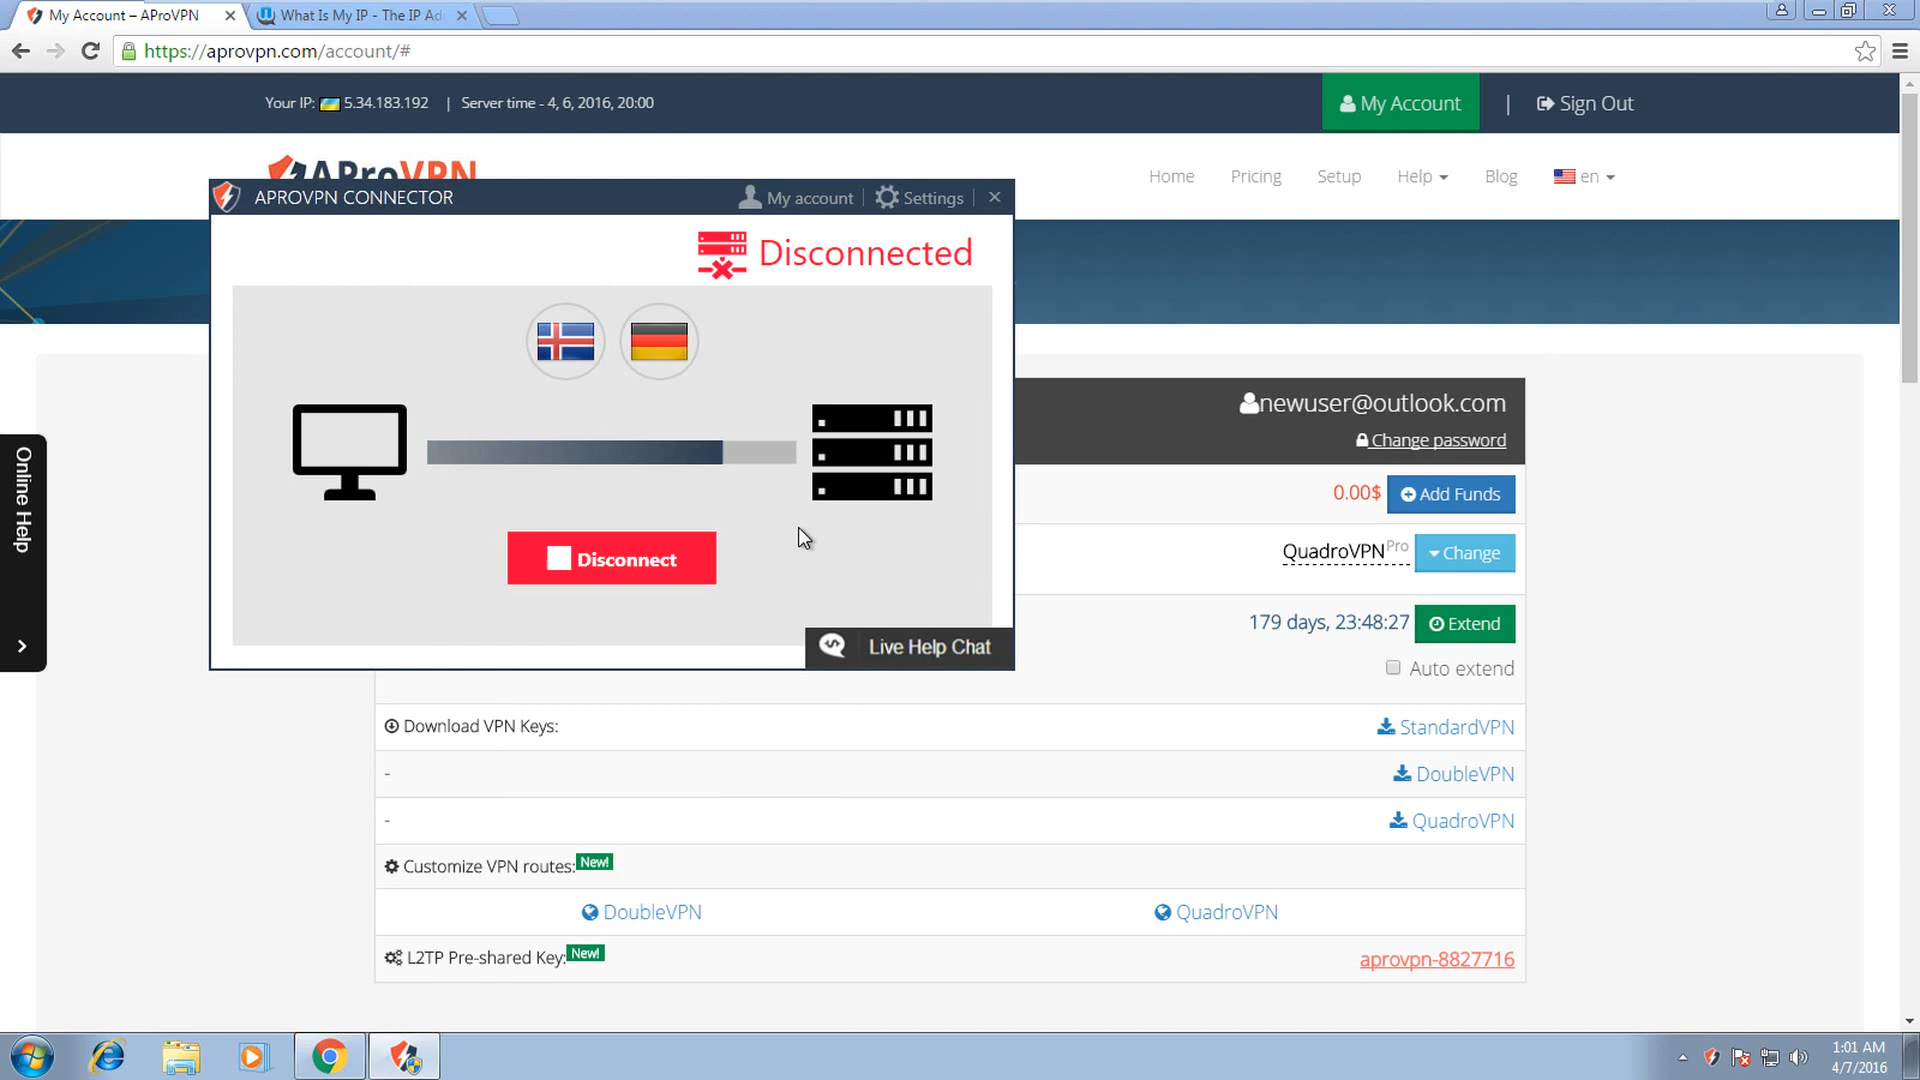 My Account – AProVPN
What Is My IP - The IP Ad
https://aprovpn.com/account/#
Your IP: 5.34.183.192 | Server time - 4, 6, 2016, 20:00
My Account | Sign Out
AProVPN
Home Pricing Setup Help Blog en
APROVPN CONNECTOR
My account
Settings
Disconnected
Disconnect
Live Help Chat
Online Help
newuser@outlook.com
Change password
0.00$ Add Funds
QuadroVPN Pro Change
179 days, 23:48:27 Extend
Auto extend
Download VPN Keys: StandardVPN
- DoubleVPN
- QuadroVPN
Customize VPN routes: New!
DoubleVPN QuadroVPN
L2TP Pre-shared Key: New! aprovpn-8827716
1:01 AM
4/7/2016